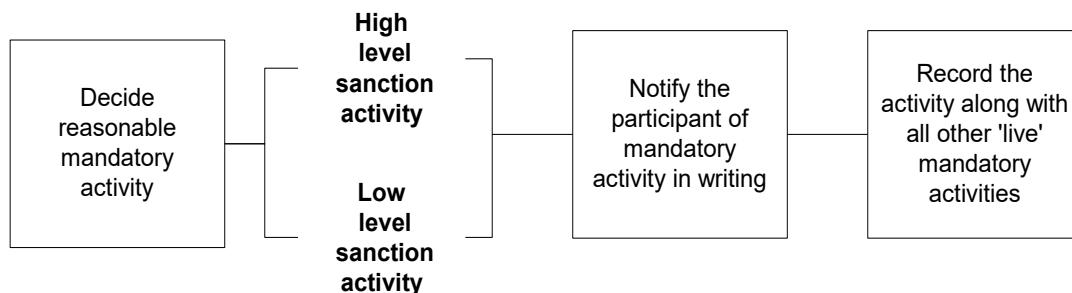 Decide
reasonable
mandatory
activity
High
level
sanction
activity
Low
level
sanction
activity
Notify the
participant of
mandatory
activity in writing
Record the
activity along with
all other 'live'
mandatory
activities